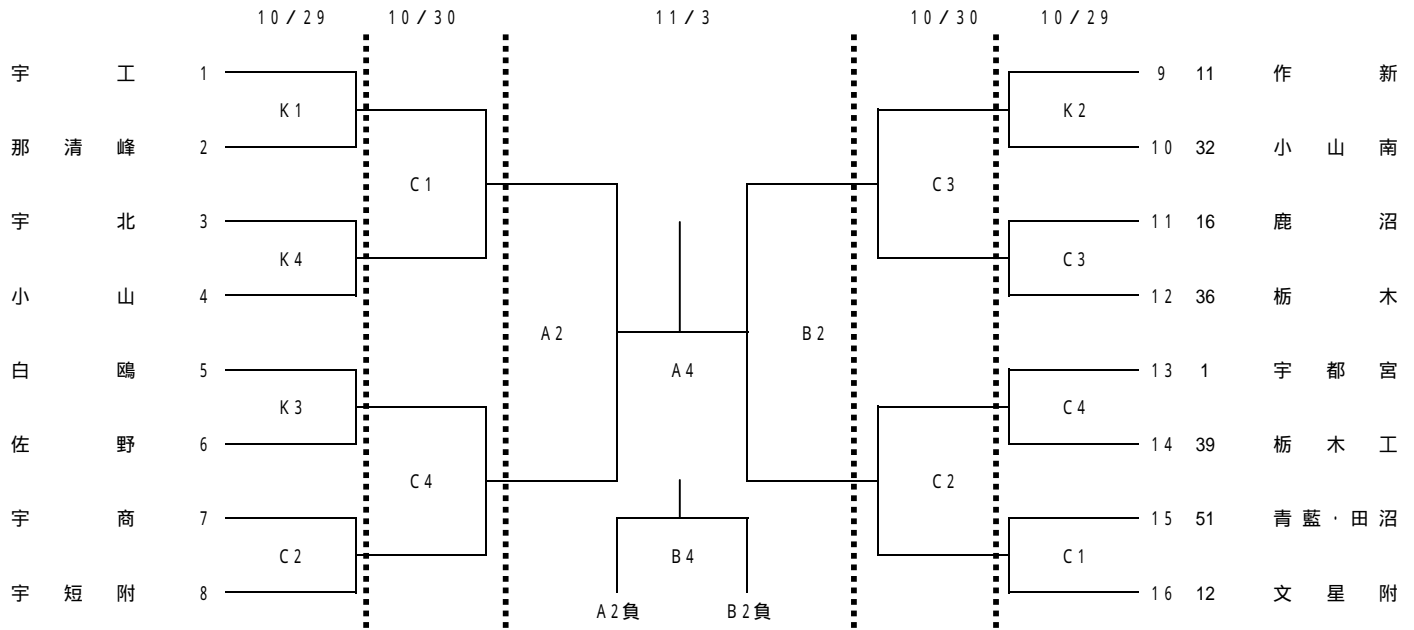 10/29 10/30 11/3 10/30 10/29
宇工 1 9 11 作新
K1 K2
那清峰 2 10 32 小山南
C1 C3
宇北 3 11 16 鹿沼
K4 C3
小山 4 12 36 栃木
A2 B2
白鴎 5 A4 13 1 宇都宮
K3 C4
佐野 6 14 39 栃木工
C4 C2
宇商 7 15 51 青藍・田沼
C2 B4 C1
宇短附 8 16 12 文星附
A2負 B2負